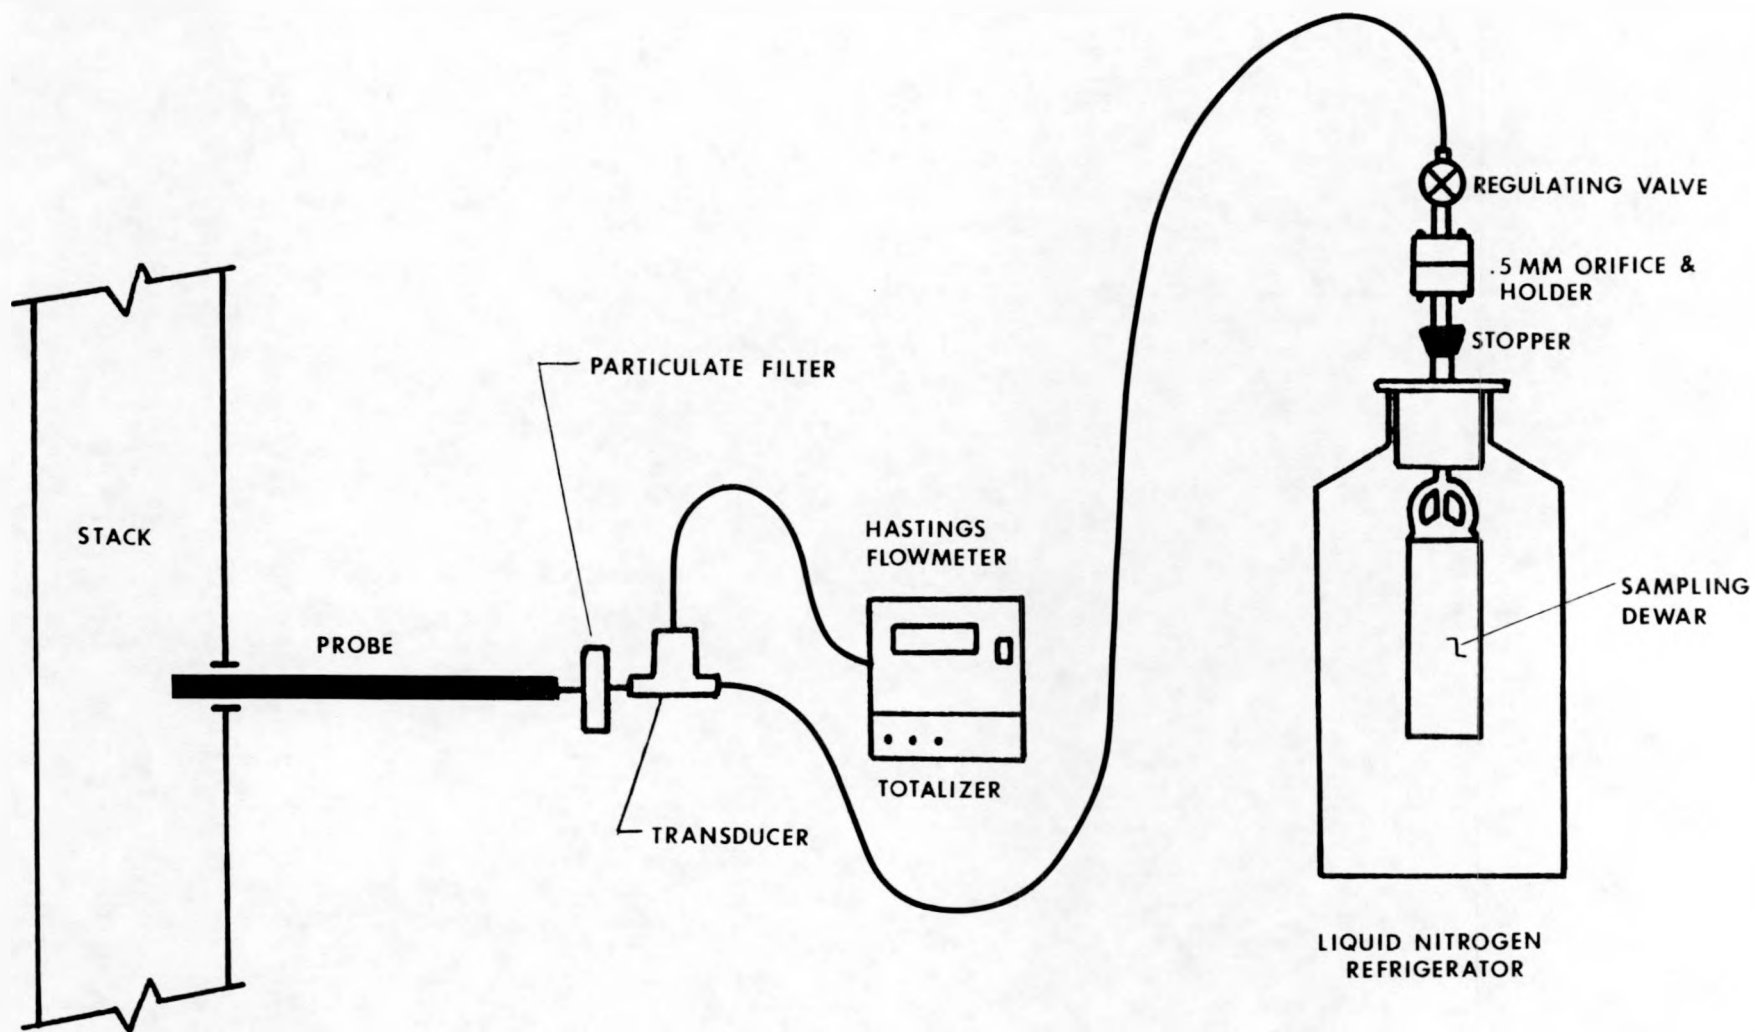 REGULATING VALVE
.5 MM ORIFICE &
HOLDER
STOPPER
PARTICULATE FILTER
STACK
HASTINGS
FLOWMETER
SAMPLING
DEWAR
PROBE
TOTALIZER
TRANSDUCER
LIQUID NITROGEN
REFRIGERATOR